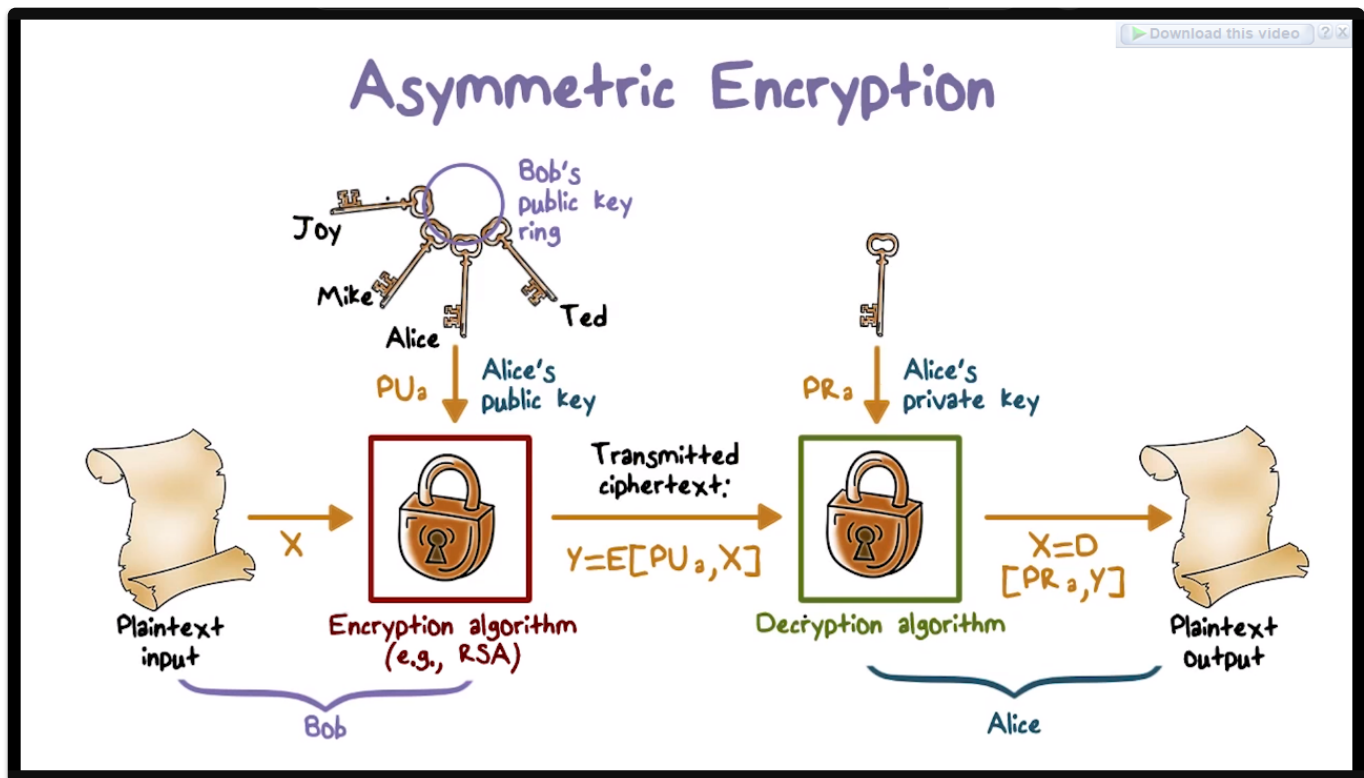 Download this video ? X
Asymmetric Encryption
Bob's
public key
ring
Joy
Mike
Alice
Ted
PUa
Alice's
public key
PRa
Alice's
private key
Transmitted
ciphertext:
X
Y=E[PUa,X]
X=D
[PRa,Y]
Plaintext
input
Encryption algorithm
(e.g., RSA)
Decryption algorithm
Plaintext
output
Bob
Alice